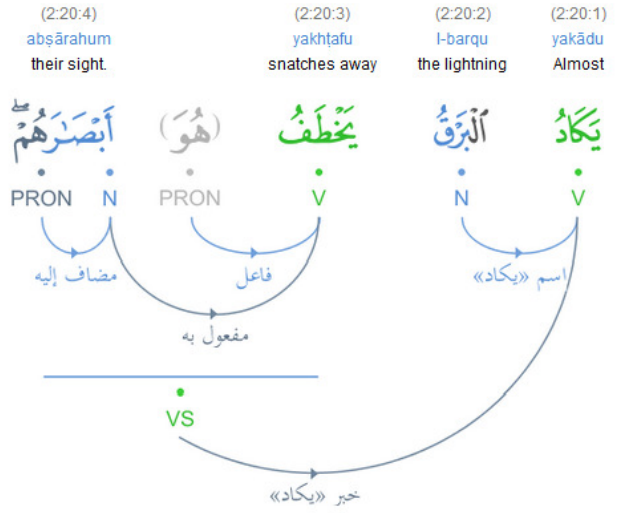 (2:20:4) (2:20:3) (2:20:2) (2:20:1)
abṣārahum yakhṭafu l-barqu yakādu
their sight. snatches away the lightning Almost
يَكَادُ ٱلْبَرْقُ يَخْطَفُ (هُوَ) أَبْصَـٰرَهُمْ ۖ
PRON N PRON V N V
مضاف إليه فاعل اسم «يكاد»
مفعول به
VS
خبر «يكاد»